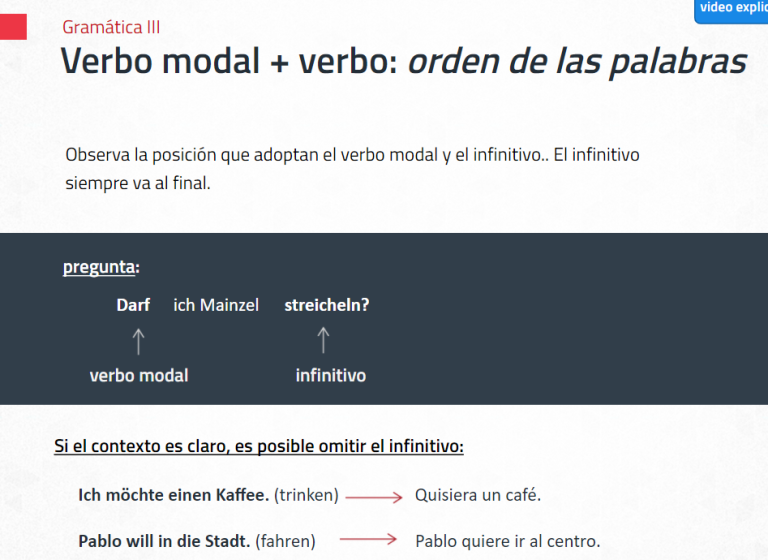 video explic
Gramática III
Verbo modal + verbo: orden de las palabras
Observa la posición que adoptan el verbo modal y el infinitivo.. El infinitivo
siempre va al final.
pregunta:
Darf ich Mainzel streicheln?
verbo modal infinitivo
Si el contexto es claro, es posible omitir el infinitivo:
Ich möchte einen Kaffee. (trinken) Quisiera un café.
Pablo will in die Stadt. (fahren) Pablo quiere ir al centro.